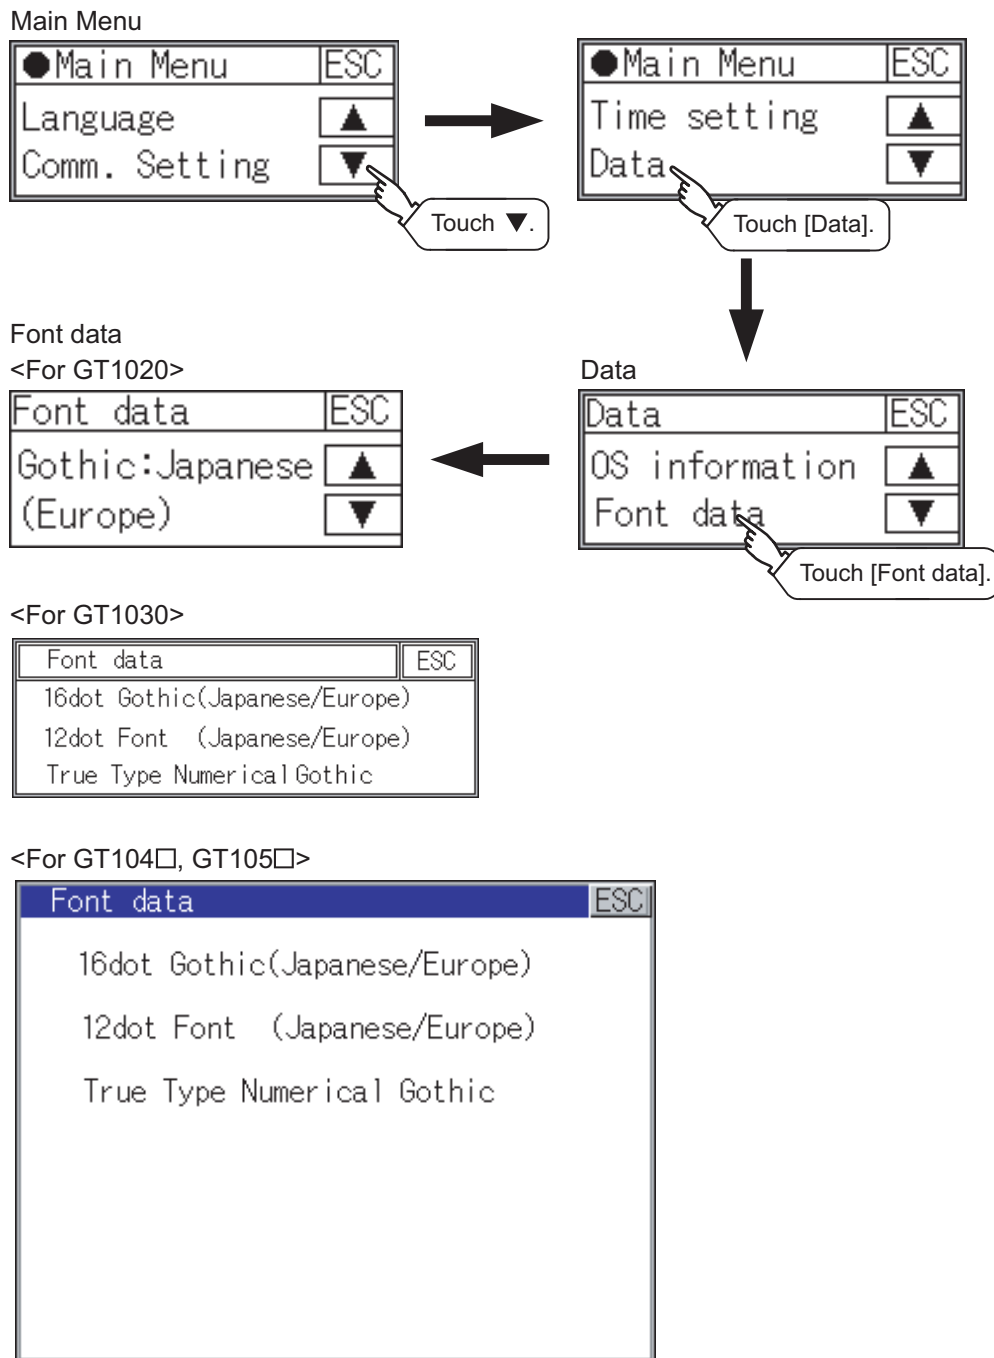 Main Menu
●Main Menu ESC
Language ▲
Comm. Setting ▼
Touch ▼.
●Main Menu ESC
Time setting ▲
Data ▼
Touch [Data].
Data
Data ESC
OS information ▲
Font data ▼
Touch [Font data].
Font data
<For GT1020>
Font data ESC
Gothic:Japanese ▲
(Europe) ▼
<For GT1030>
Font data ESC
16dot Gothic(Japanese/Europe)
12dot Font (Japanese/Europe)
True Type Numerical Gothic
<For GT104□, GT105□>
Font data ESC
16dot Gothic(Japanese/Europe)
12dot Font (Japanese/Europe)
True Type Numerical Gothic